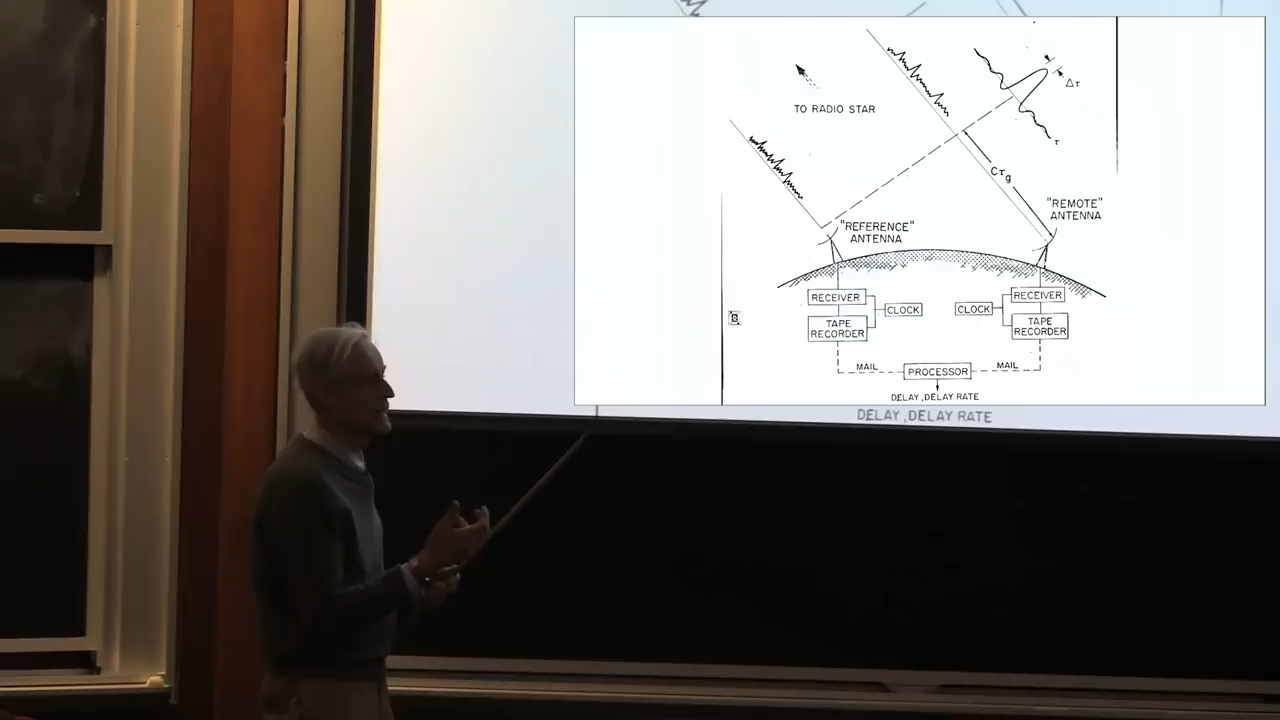 Δτ
TO RADIO STAR
τ
Cτg
"REMOTE"
ANTENNA
"REFERENCE"
ANTENNA
RECEIVER
CLOCK
TAPE
RECORDER
CLOCK
RECEIVER
TAPE
RECORDER
MAIL
PROCESSOR
MAIL
DELAY, DELAY RATE
DELAY, DELAY RATE